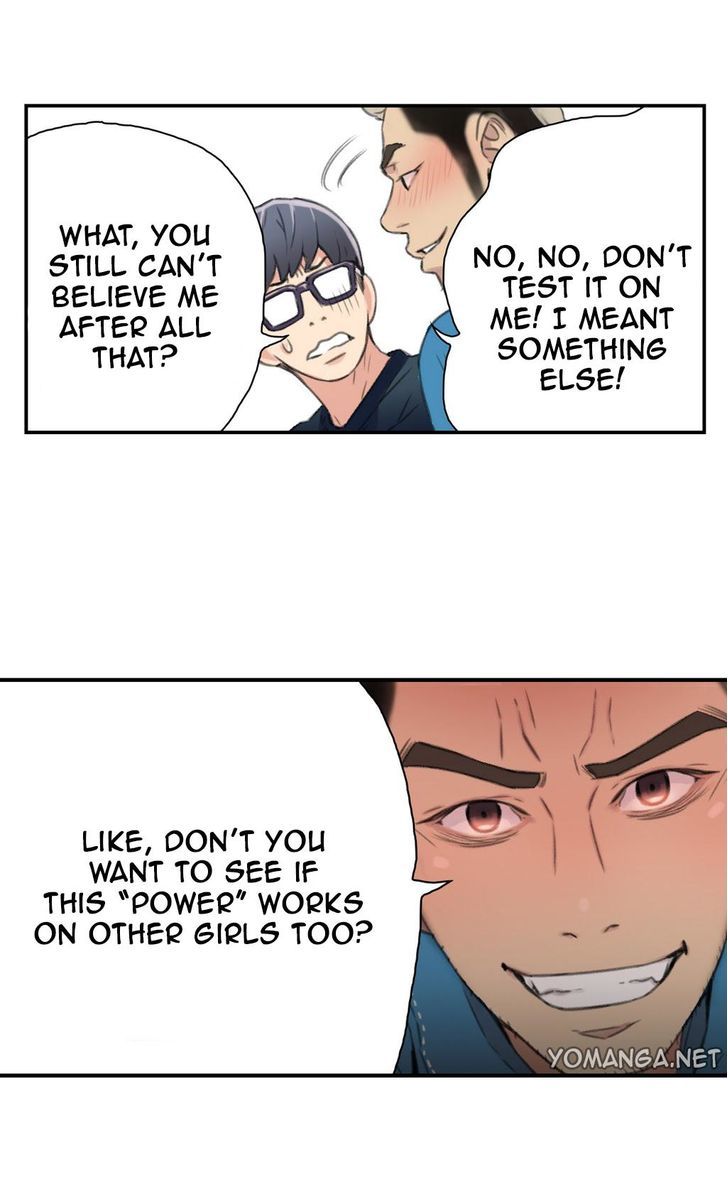 WHAT, YOU
STILL CAN'T
BELIEVE ME
AFTER ALL
THAT?
NO, NO, DON'T
TEST IT ON
ME! I MEANT
SOMETHING
ELSE!
LIKE, DON'T YOU
WANT TO SEE IF
THIS "POWER" WORKS
ON OTHER GIRLS TOO?
YOMANGA.NET